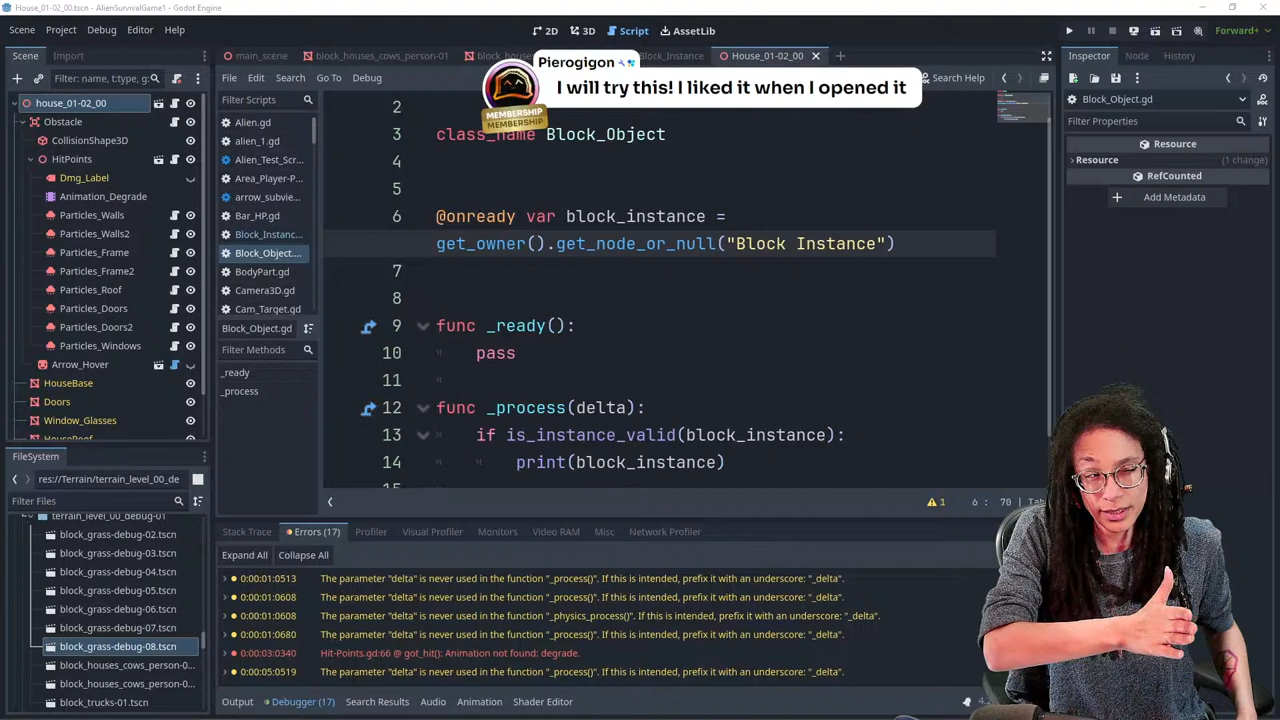 House_01-02_00.tscn - AlienSurvivalGame1 - Godot Engine
Scene Project Debug Editor Help
2D 3D Script AssetLib
Forward+
Scene Import
main_scene block_houses_cows_person-01 Block_Instance House_01-02_00
Inspector Node History
Pierogigon
I will try this! I liked it when I opened it
MEMBERSHIP
MEMBERSHIP
Filter: name, t:type, g:
File Edit Search Go To Debug
Search Help
Block_Object.gd
Filter Properties
Resource
Resource (1 change)
RefCounted
Add Metadata
house_01-02_00
Obstacle
CollisionShape3D
HitPoints
Dmg_Label
Animation_Degrade
Particles_Walls
Particles_Walls2
Particles_Frame
Particles_Frame2
Particles_Roof
Particles_Doors
Particles_Doors2
Particles_Windows
Arrow_Hover
HouseBase
Doors
Window_Glasses
Filter Scripts
Alien.gd
alien_1.gd
Alien_Test_Scr...
Area_Player-P...
arrow_subvie...
Bar_HP.gd
Block_Instanc...
Block_Object....
BodyPart.gd
Camera3D.gd
Cam_Target.gd
Block_Object.gd
Filter Methods
_ready
_process
2
3 class_name Block_Object
4
5
6 @onready var block_instance =
get_owner().get_node_or_null("Block Instance")
7
8
9 func _ready():
10 pass
11
12 func _process(delta):
13 if is_instance_valid(block_instance):
14 print(block_instance)
1 6 : 70
FileSystem
res://Terrain/terrain_level_00_de
Filter Files
terrain_level_00_debug-01
block_grass-debug-02.tscn
block_grass-debug-03.tscn
block_grass-debug-04.tscn
block_grass-debug-05.tscn
block_grass-debug-06.tscn
block_grass-debug-07.tscn
block_grass-debug-08.tscn
block_houses_cows_person-0...
block_houses_cows_person-0...
block_trucks-01.tscn
Stack Trace Errors (17) Profiler Visual Profiler Monitors Video RAM Misc Network Profiler
Expand All Collapse All
0:00:01:0513 The parameter "delta" is never used in the function "_process()". If this is intended, prefix it with an underscore: "_delta".
0:00:01:0608 The parameter "delta" is never used in the function "_process()". If this is intended, prefix it with an underscore: "_delta".
0:00:01:0608 The parameter "delta" is never used in the function "_physics_process()". If this is intended, prefix it with an underscore: "_delta".
0:00:01:0680 The parameter "delta" is never used in the function "_process()". If this is intended, prefix it with an underscore: "_delta".
0:00:03:0340 Hit-Points.gd:66 @ got_hit(): Animation not found: degrade.
0:00:05:0519 The parameter "delta" is never used in the function "_process()". If this is intended, prefix it with an underscore: "_delta".
Output Debugger (17) Search Results Audio Animation Shader Editor